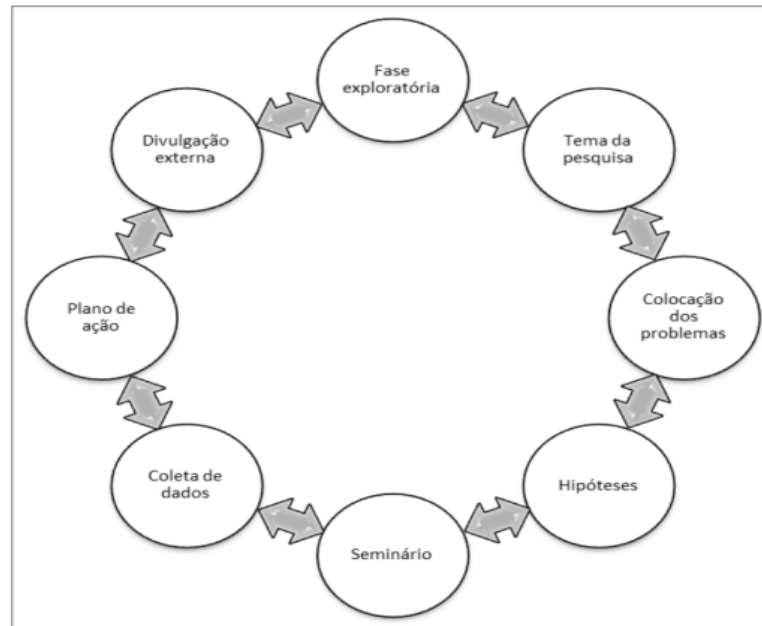 Fase
exploratória
Tema da
pesquisa
Colocação
dos
problemas
Hipóteses
Seminário
Coleta de
dados
Plano de
ação
Divulgação
externa